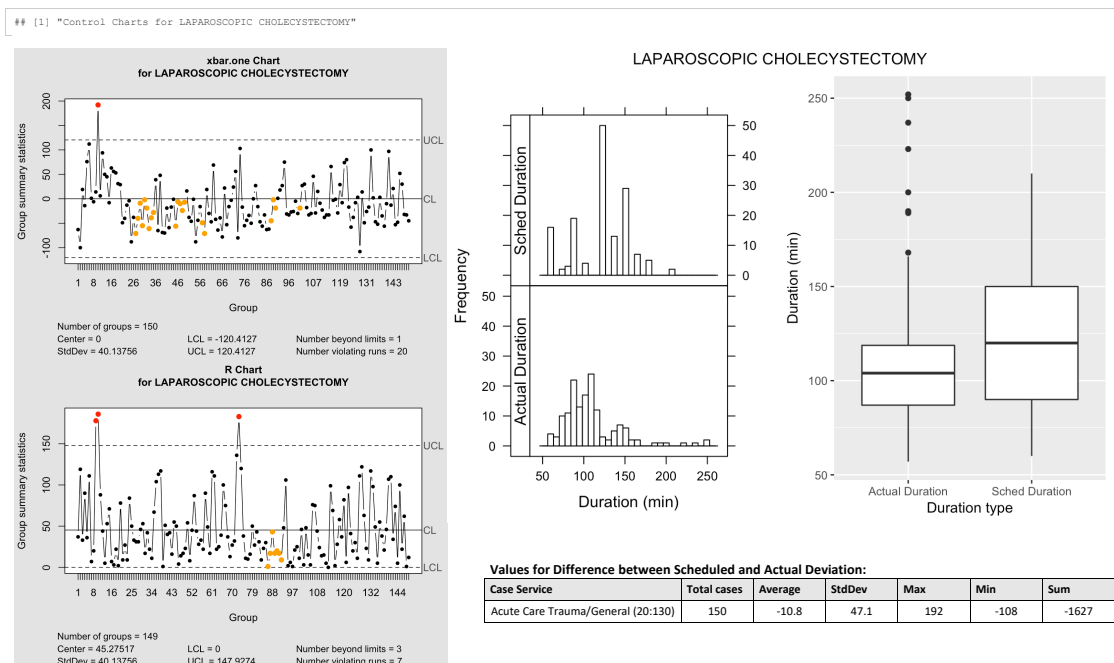 ## [1] "Control Charts for LAPAROSCOPIC CHOLECYSTECTOMY"
xbar.one Chart
for LAPAROSCOPIC CHOLECYSTECTOMY
Group summary statistics
200
100
50
0
-100
UCL
CL
LCL
1 8 16 26 36 46 56 66 76 86 96 107 119 131 143
Group
Number of groups = 150
Center = 0 LCL = -120.4127 Number beyond limits = 1
StdDev = 40.13756 UCL = 120.4127 Number violating runs = 20
R Chart
for LAPAROSCOPIC CHOLECYSTECTOMY
Group summary statistics
150
100
50
0
UCL
CL
LCL
1 8 16 24 34 44 54 64 74 88 98 108 120 132 144
Group
Number of groups = 149
Center = 45.27517 LCL = 0 Number beyond limits = 3
StdDev = 40.13756 UCL = 147.9274 Number violating runs = 7
LAPAROSCOPIC CHOLECYSTECTOMY
Frequency
Sched Duration
50
40
30
20
10
0
Actual Duration
50
40
30
20
10
0
50 100 150 200 250
Duration (min)
Duration (min)
250
200
150
100
50
Actual Duration Sched Duration
Duration type
Values for Difference between Scheduled and Actual Deviation:
Case Service Total cases Average StdDev Max Min Sum
Acute Care Trauma/General (20:130) 150 -10.8 47.1 192 -108 -1627